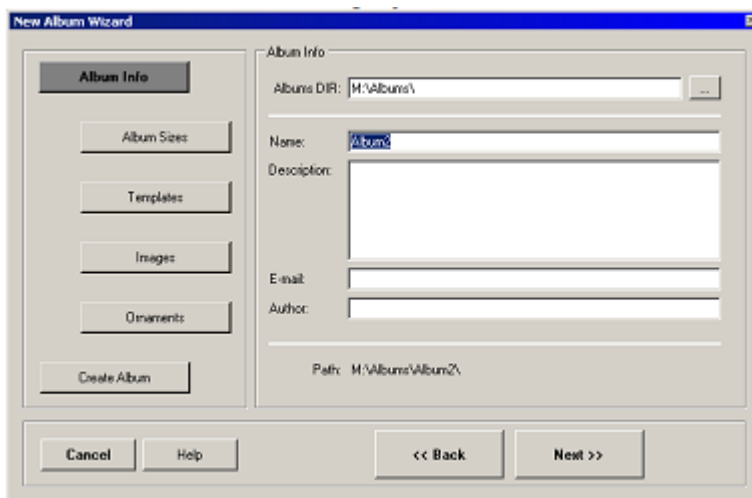 New Album Wizard
Album Info
Album Sizes
Templates
Images
Ornaments
Create Album
Album Info
Albums DIR: M:\Albums\ ...
Name: Album2
Description:
E-mail:
Author:
Path: M:\Albums\Album2\
Cancel Help << Back Next >>